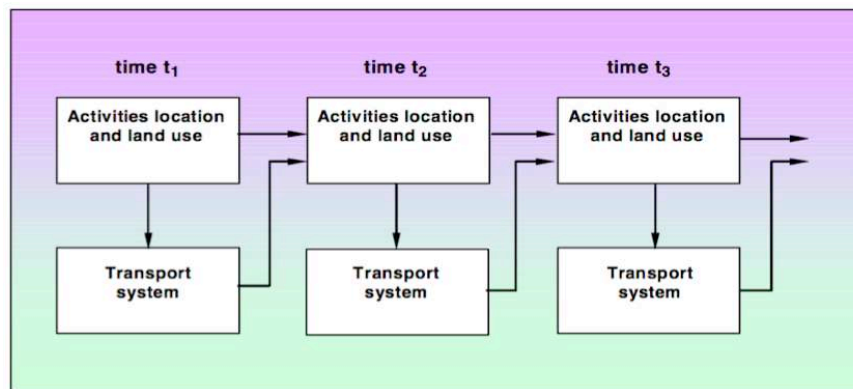 time t₁
time t₂
time t₃
Activities location
and land use
Activities location
and land use
Activities location
and land use
Transport
system
Transport
system
Transport
system